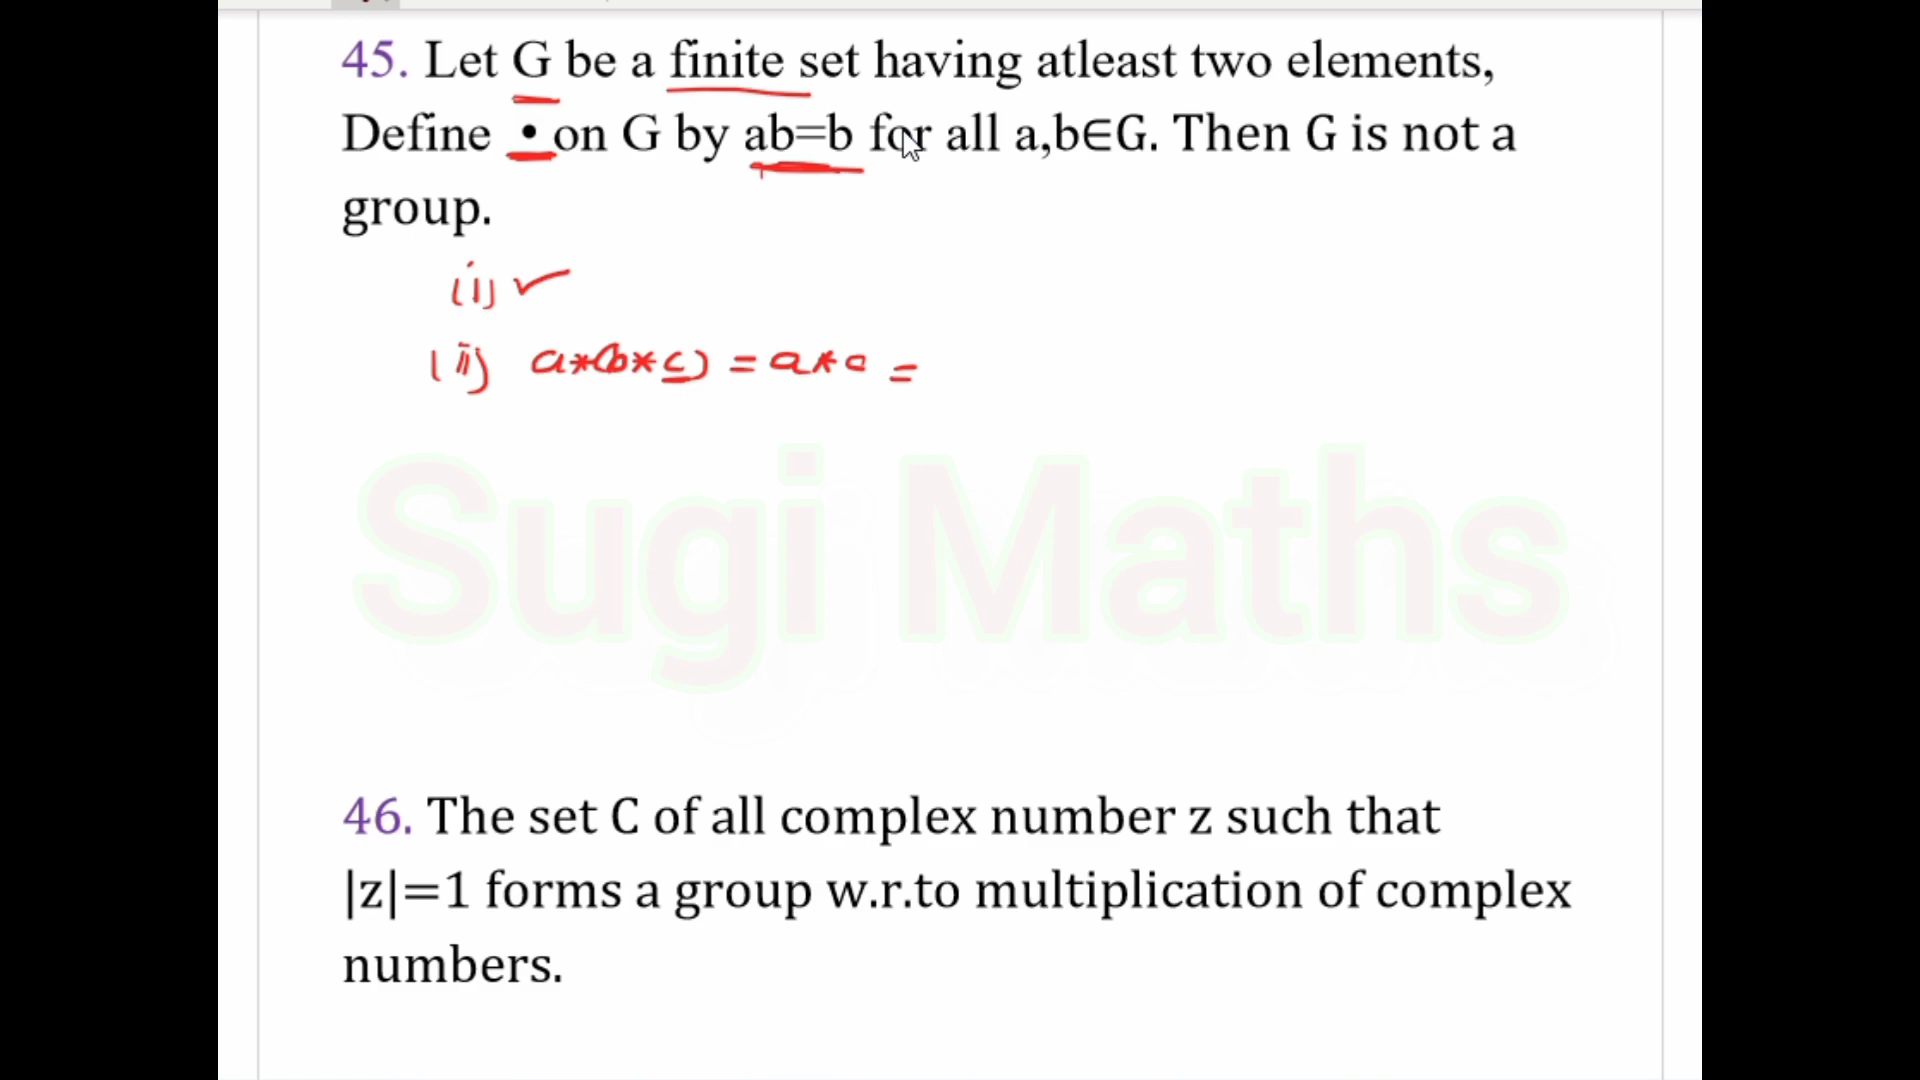 45. Let G be a finite set having atleast two elements,
Define • on G by ab=b for all a,b∈G. Then G is not a
group.
(i) ✓
(ii) a*(b*c) = a*c =
Sugi Maths
46. The set C of all complex number z such that
|z|=1 forms a group w.r.to multiplication of complex
numbers.